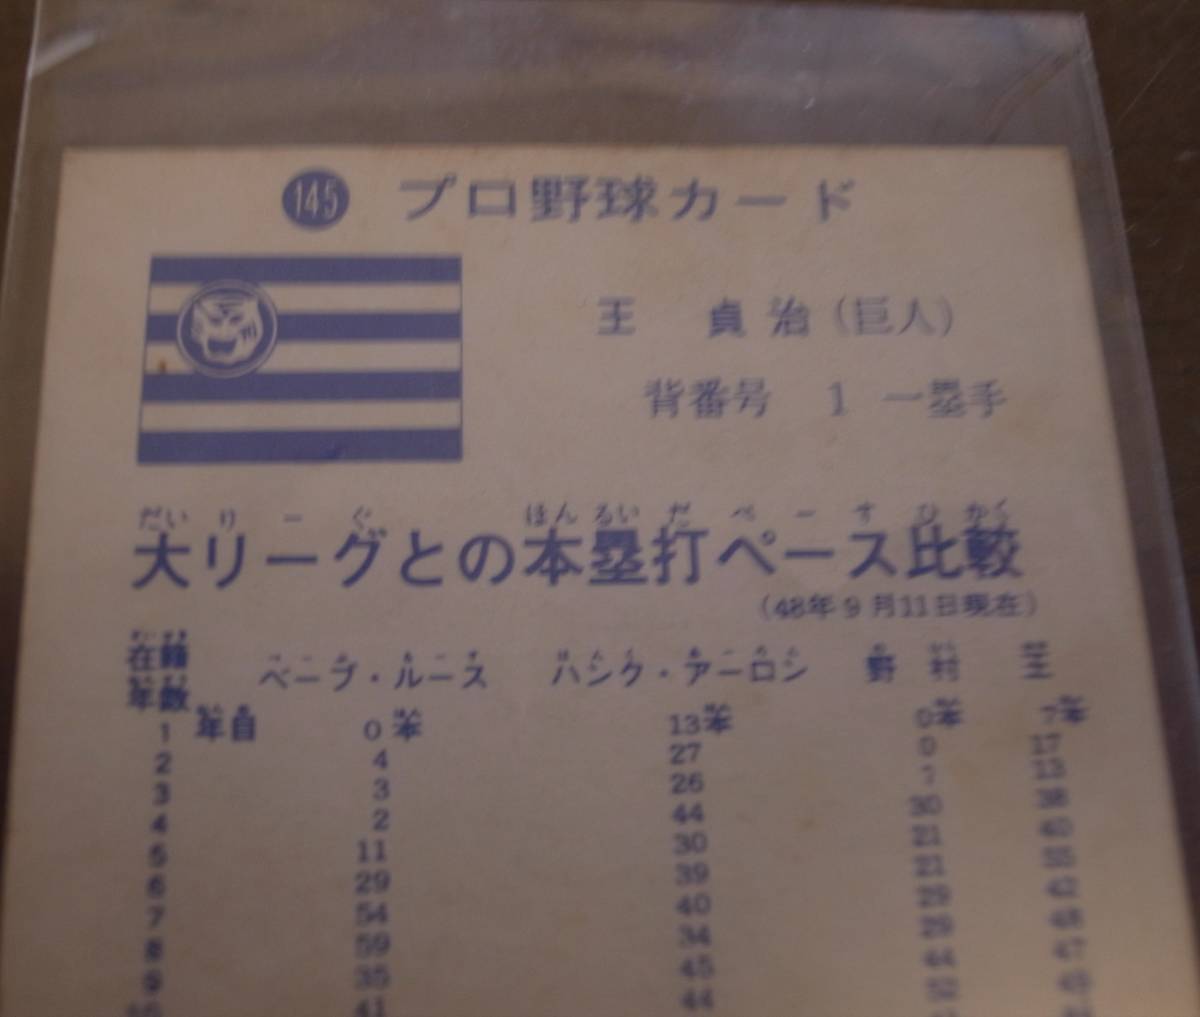 145 プロ野球カード
王 貞治（巨人）
背番号 1 一塁手
だいりーぐ ほんるいだ ぺーす ひかく
大リーグとの本塁打ペース比較
（48年9月11日現在）
在籍年数 ベーブ・ルース ハンク・アーロン 野村 王
1年目 0本 13本 0本 7本
2 4 27 0 17
3 3 26 7 13
4 2 44 30 38
5 11 30 21 40
6 29 39 21 55
7 54 40 29 42
8 59 34 29 48
9 35 45 44 47
10 41 44 52